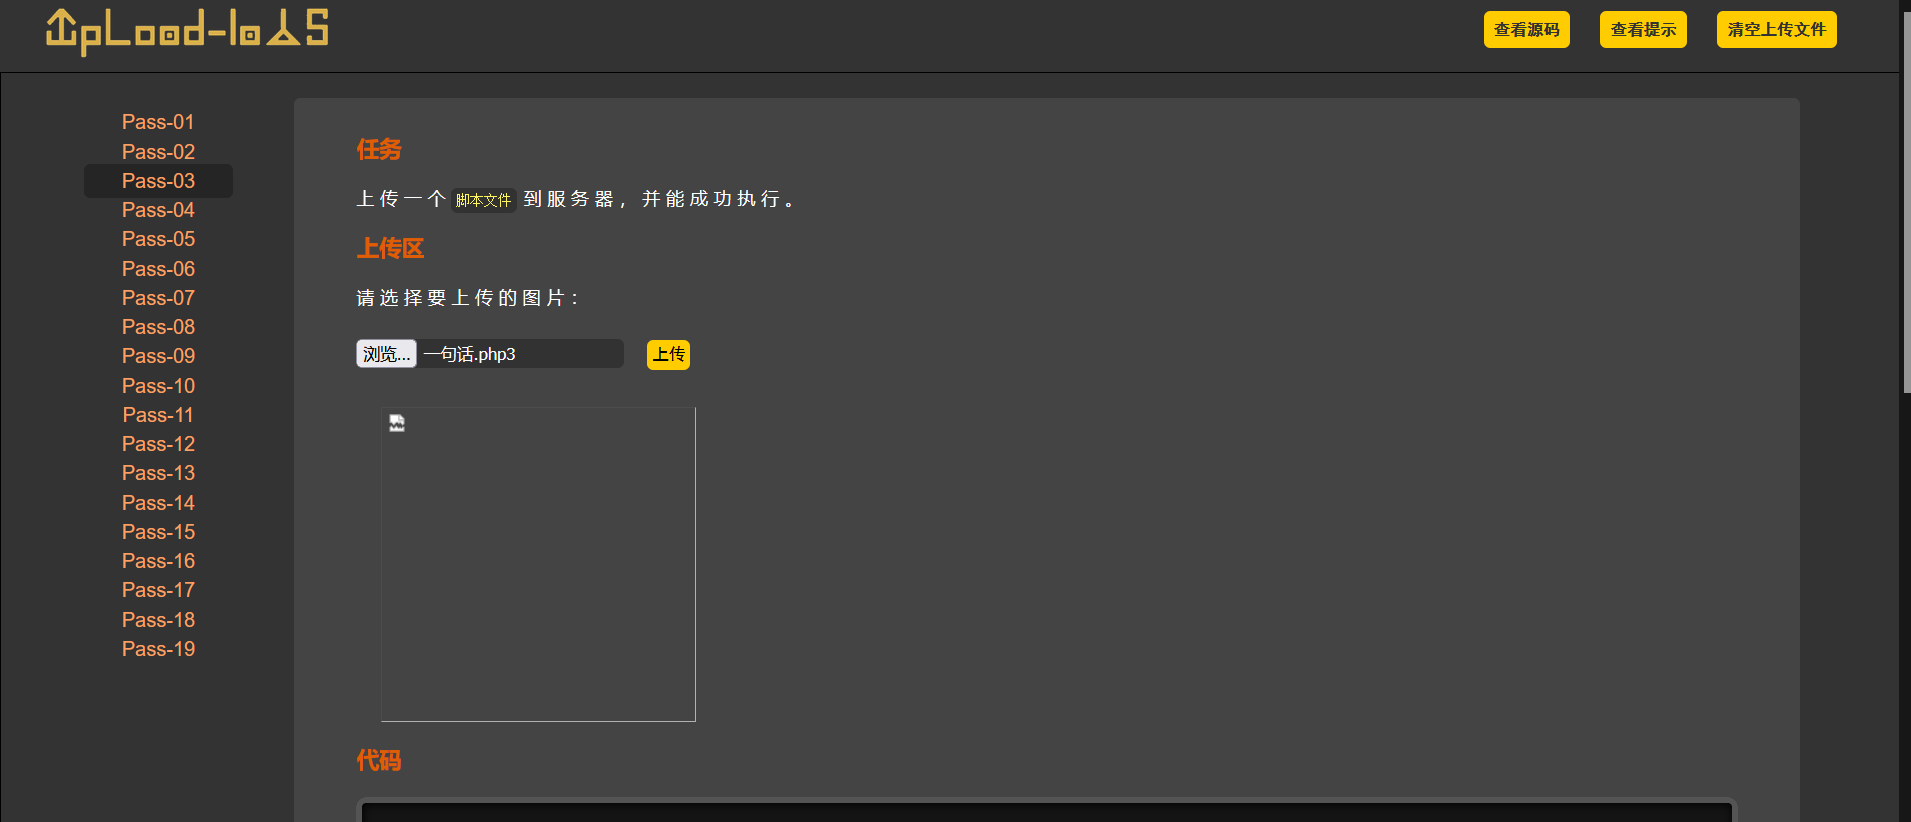 UpLoad-labs
查看源码 查看提示 清空上传文件
Pass-01
Pass-02
Pass-03
Pass-04
Pass-05
Pass-06
Pass-07
Pass-08
Pass-09
Pass-10
Pass-11
Pass-12
Pass-13
Pass-14
Pass-15
Pass-16
Pass-17
Pass-18
Pass-19
任务
上传一个 脚本文件 到服务器，并能成功执行。
上传区
请选择要上传的图片：
浏览... 一句话.php3 上传
代码